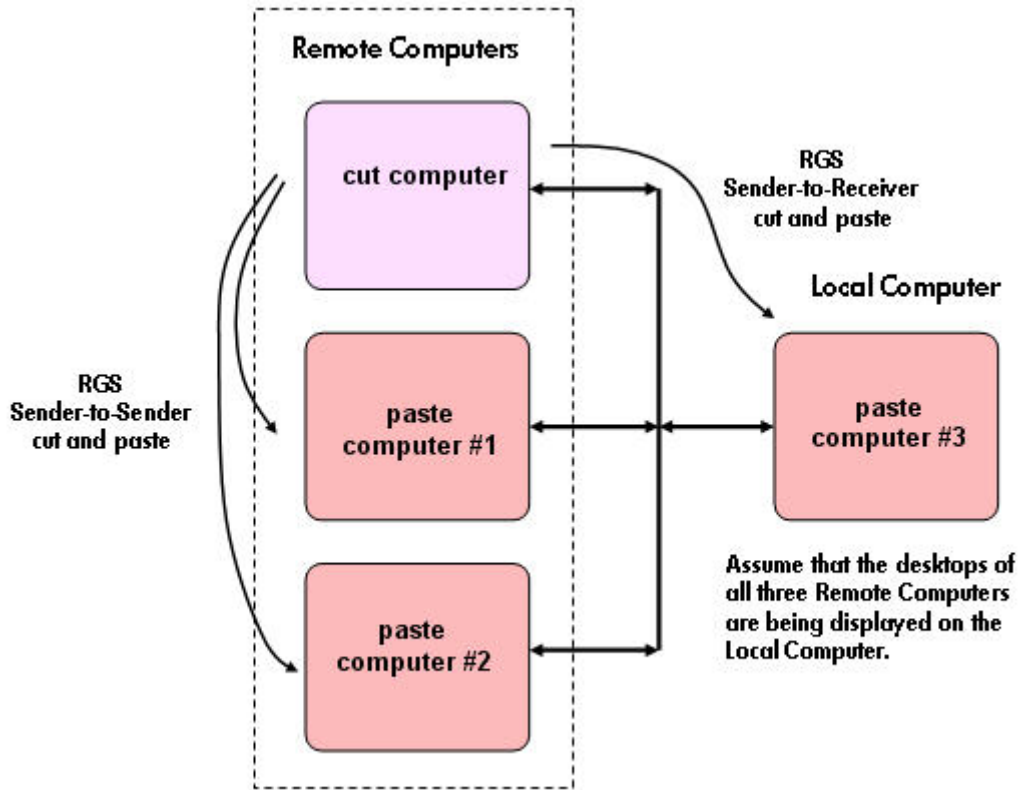 Remote Computers
cut computer
RGS
Sender-to-Receiver
cut and paste
Local Computer
RGS
Sender-to-Sender
cut and paste
paste
computer #1
paste
computer #3
paste
computer #2
Assume that the desktops of
all three Remote Computers
are being displayed on the
Local Computer.